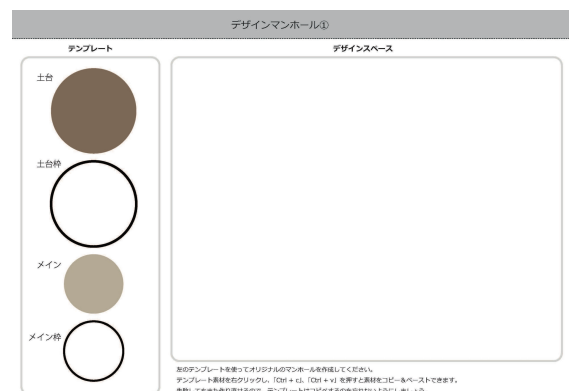 デザインマンホール①
テンプレート
デザインスペース
土台
土台枠
メイン
メイン枠
左のテンプレートを使ってオリジナルのマンホールを作成してください。
テンプレート素材を右クリックし、「Ctrl + c」、「Ctrl + v」を押すと素材をコピー＆ペーストできます。